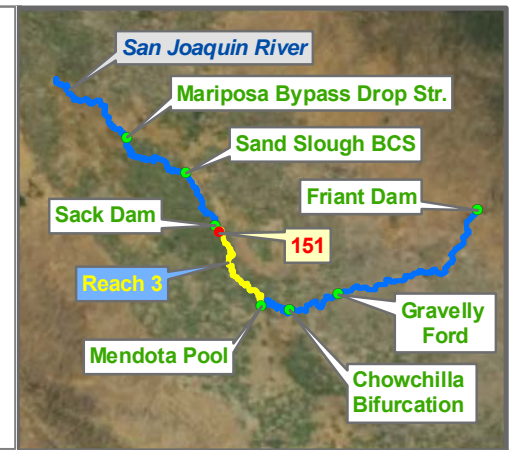 San Joaquin River
Mariposa Bypass Drop Str.
Sand Slough BCS
Friant Dam
Sack Dam
151
Reach 3
Gravelly
Ford
Mendota Pool
Chowchilla
Bifurcation